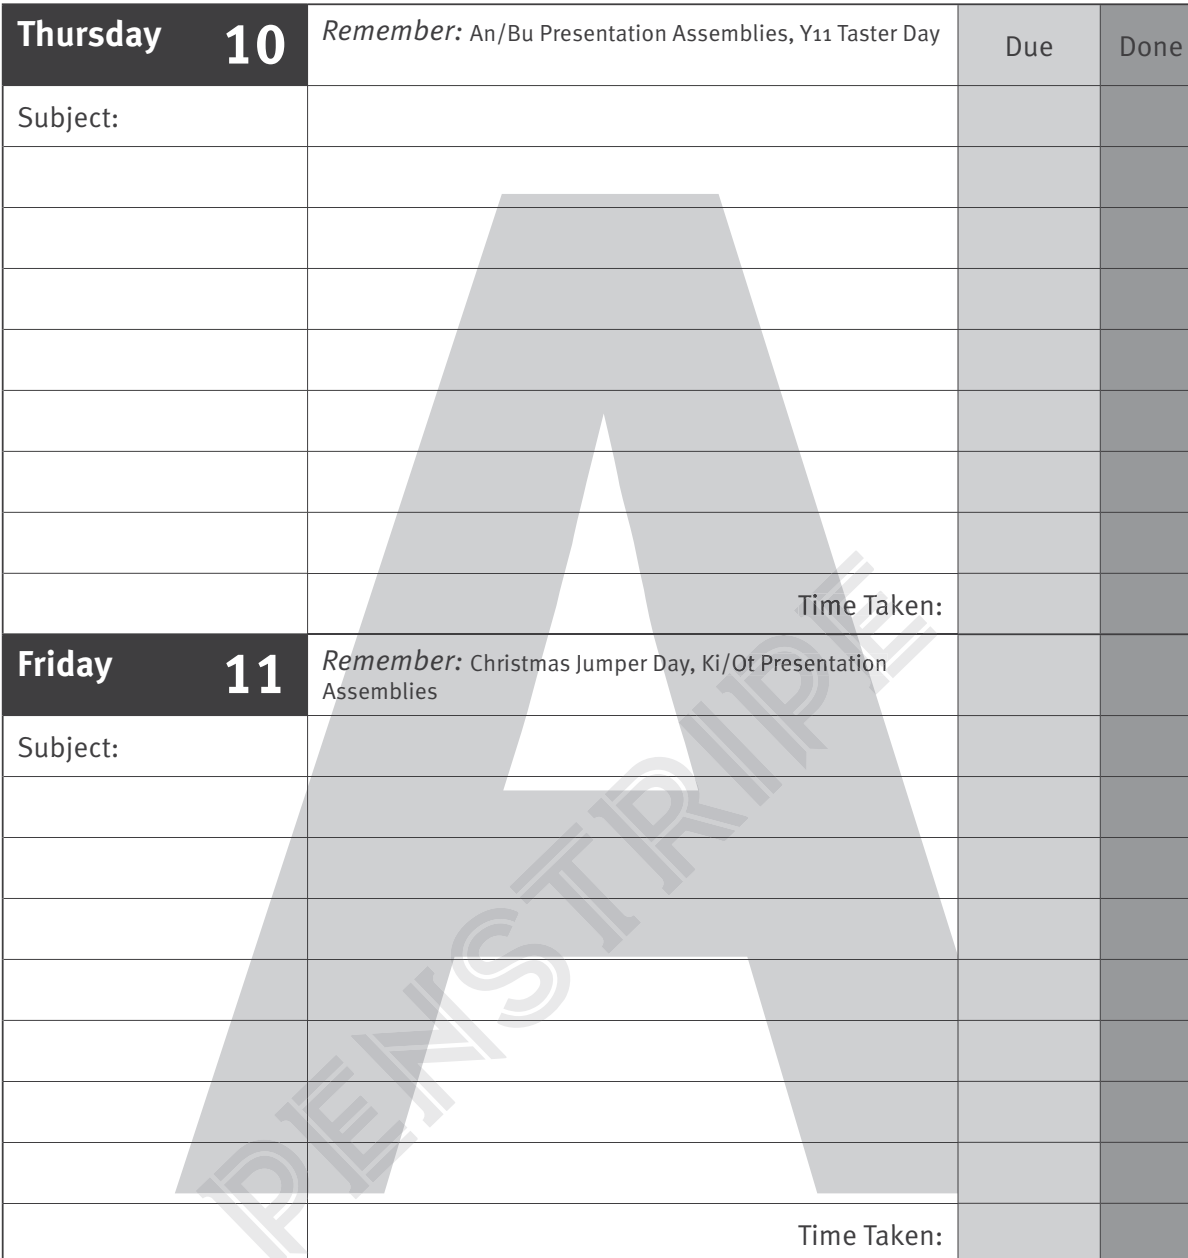 Thursday 10 Remember: An/Bu Presentation Assemblies, Y11 Taster Day Due Done
Subject:
Time Taken:
Friday 11 Remember: Christmas Jumper Day, Ki/Ot Presentation
Assemblies
Subject:
Time Taken:
A
PENSTRIPE